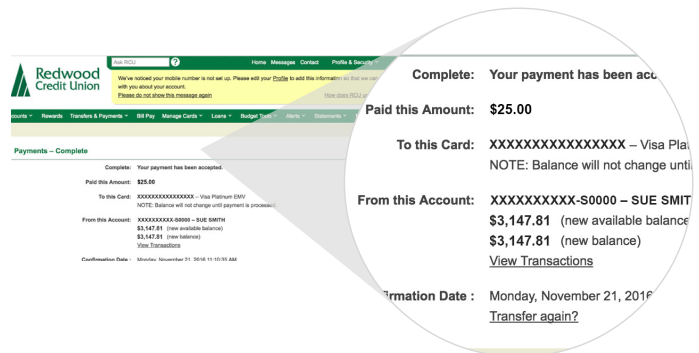 Redwood
Credit Union
Ask RCU
?
Home Messages Contact Profile & Security
We've noticed your mobile number is not set up. Please edit your Profile to add this information so that we can
with you about your account.
Please do not show this message again
How does RCU
Rewards Transfers & Payments Bill Pay Manage Cards Loans Budget Tools Alerts Statements
Payments – Complete
Complete: Your payment has been accepted.
Paid this Amount: $25.00
To this Card: XXXXXXXXXXXXXXXX – Visa Platinum EMV
NOTE: Balance will not change until payment is processed.
From this Account: XXXXXXXXXX-S0000 – SUE SMITH
$3,147.81 (new available balance)
$3,147.81 (new balance)
View Transactions
Confirmation Date : Monday, November 21, 2016 11:10:35 AM
Complete: Your payment has been acc
Paid this Amount: $25.00
To this Card: XXXXXXXXXXXXXXXX – Visa Pla
NOTE: Balance will not change unti
From this Account: XXXXXXXXXX-S0000 – SUE SMIT
$3,147.81 (new available balance
$3,147.81 (new balance)
View Transactions
firmation Date : Monday, November 21, 2016
Transfer again?